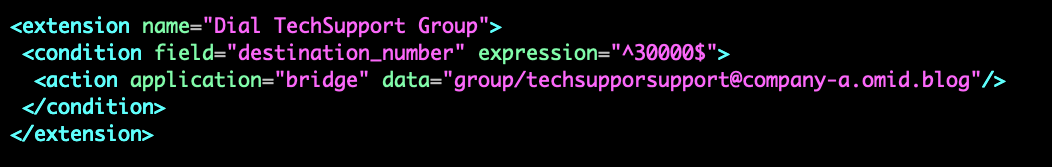 <extension name="Dial TechSupport Group">
<condition field="destination_number" expression="^30000$">
<action application="bridge" data="group/techsupporsupport@company-a.omid.blog"/>
</condition>
</extension>